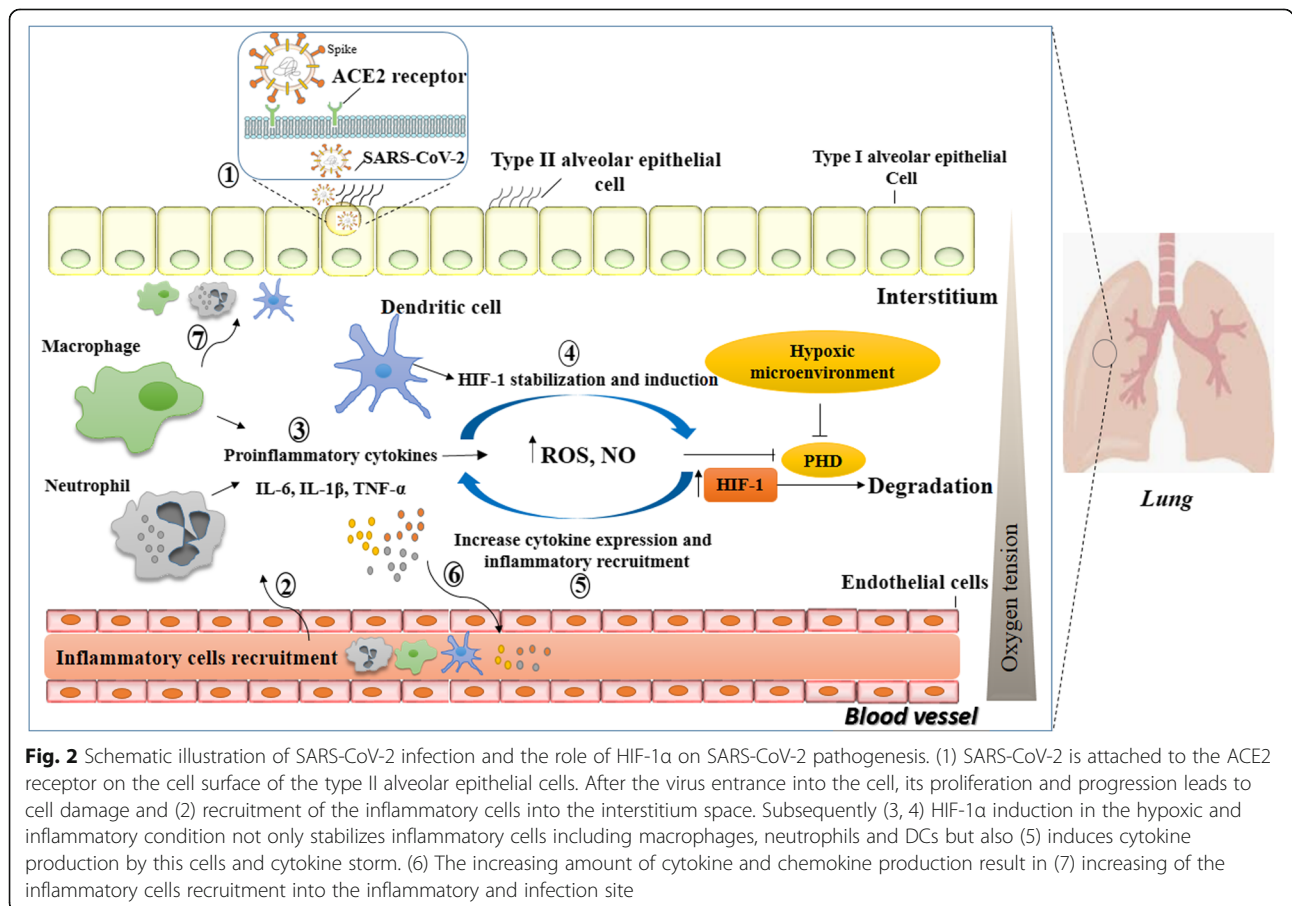 Spike
ACE2 receptor
SARS-CoV-2
①
Type II alveolar epithelial
cell
Type I alveolar epithelial
Cell
Interstitium
Dendritic cell
⑦
Macrophage
④
HIF-1 stabilization and induction
Hypoxic
microenvironment
③
Proinflammatory cytokines
IL-6, IL-1β, TNF-α
ROS, NO
PHD
HIF-1
Degradation
Neutrophil
Increase cytokine expression and
inflammatory recruitment
②
⑥
⑤
Endothelial cells
Inflammatory cells recruitment
Blood vessel
Oxygen tension
Lung
Fig. 2 Schematic illustration of SARS-CoV-2 infection and the role of HIF-1α on SARS-CoV-2 pathogenesis. (1) SARS-CoV-2 is attached to the ACE2
receptor on the cell surface of the type II alveolar epithelial cells. After the virus entrance into the cell, its proliferation and progression leads to
cell damage and (2) recruitment of the inflammatory cells into the interstitium space. Subsequently (3, 4) HIF-1α induction in the hypoxic and
inflammatory condition not only stabilizes inflammatory cells including macrophages, neutrophils and DCs but also (5) induces cytokine
production by this cells and cytokine storm. (6) The increasing amount of cytokine and chemokine production result in (7) increasing of the
inflammatory cells recruitment into the inflammatory and infection site